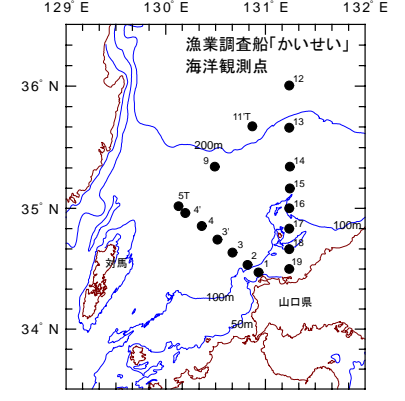 129° E
130° E
131° E
132° E
漁業調査船「かいせい」
海洋観測点
36° N
12
11'T
13
200m
9
14
15
5T
4'
16
35° N
4
17
100m
3'
3
18
対馬
2
1
19
100m
山口県
50m
34° N